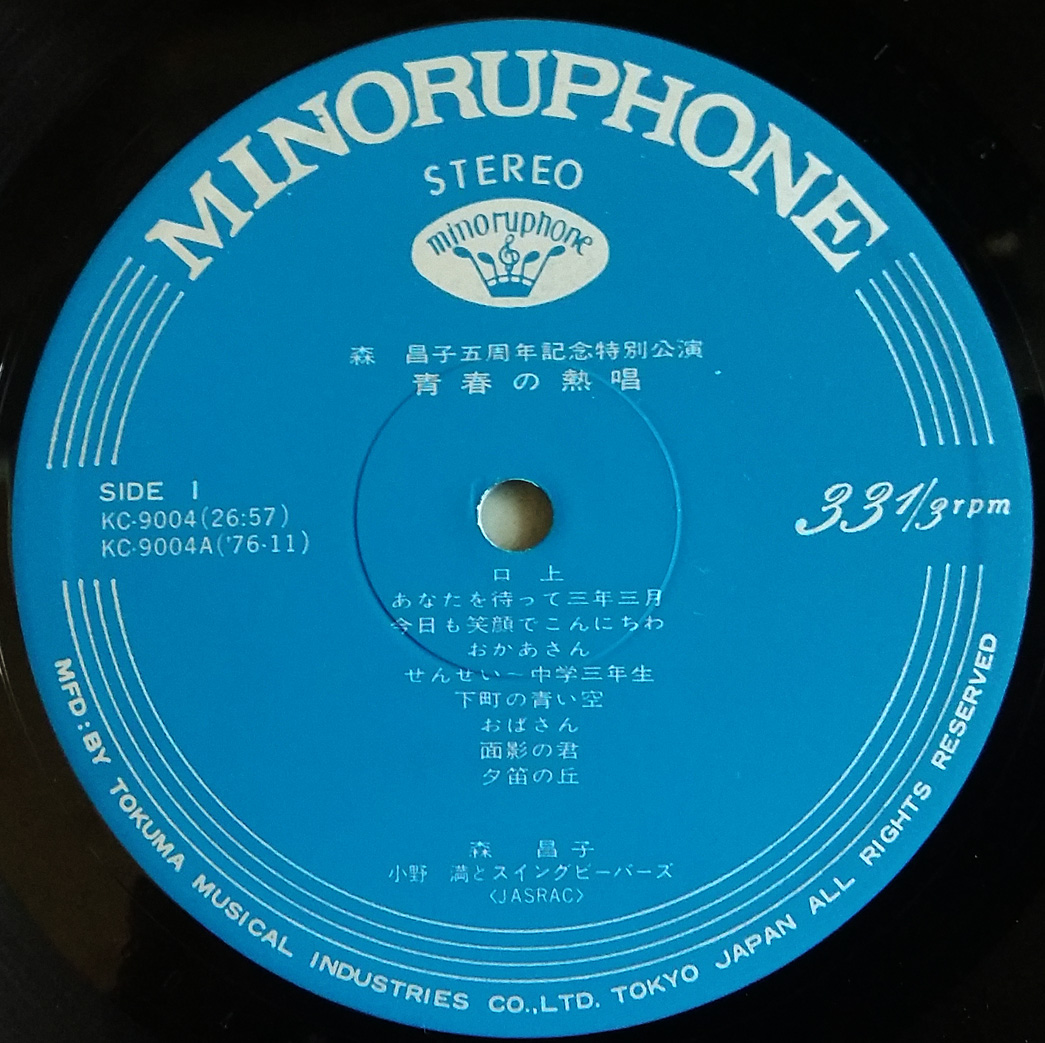 MINORUPHONE
STEREO
minoruphone
森 昌子五周年記念特別公演
青春の熱唱
SIDE 1
KC-9004(26:57)
KC-9004A('76-11)
33 1/3 rpm
口上
あなたを待って三年三月
今日も笑顔でこんにちわ
おかあさん
せんせい〜中学三年生
下町の青い空
おばさん
面影の君
夕笛の丘
森 昌子
小野 満とスイングビーバーズ
〈JASRAC〉
MFD:BY TOKUMA MUSICAL INDUSTRIES CO.,LTD. TOKYO JAPAN ALL RIGHTS RESERVED